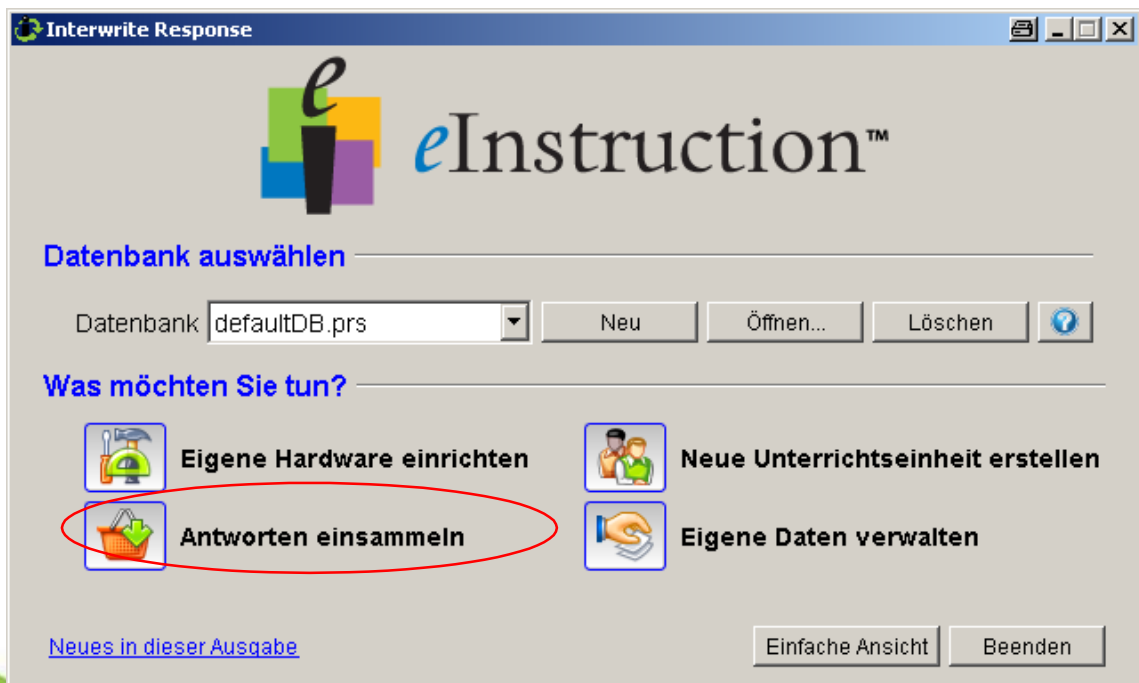 Interwrite Response
eInstruction™
Datenbank auswählen
Datenbank defaultDB.prs Neu Öffnen... Löschen ?
Was möchten Sie tun?
Eigene Hardware einrichten Neue Unterrichtseinheit erstellen
Antworten einsammeln Eigene Daten verwalten
Neues in dieser Ausgabe Einfache Ansicht Beenden